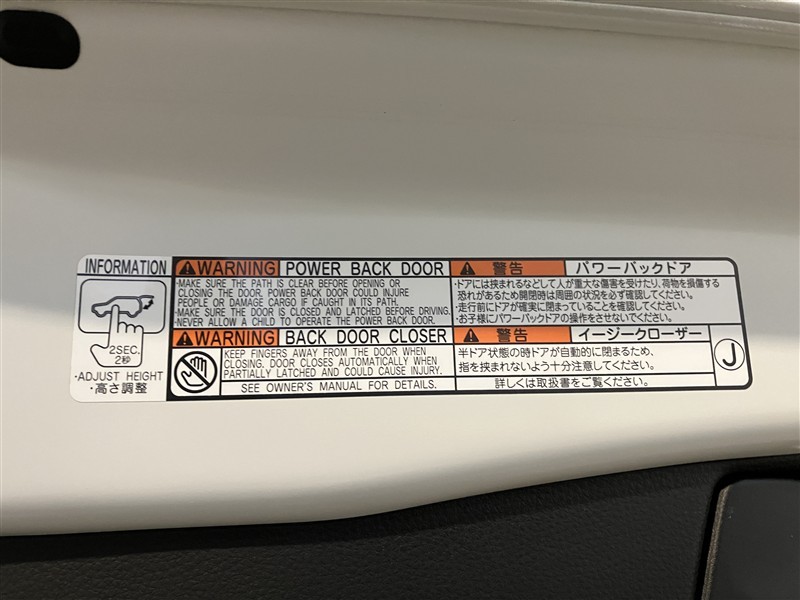 INFORMATION
2SEC.
2秒
・ADJUST HEIGHT
・高さ調整
WARNING POWER BACK DOOR
・MAKE SURE THE PATH IS CLEAR BEFORE OPENING OR
CLOSING THE DOOR. POWER BACK DOOR COULD INJURE
PEOPLE OR DAMAGE CARGO IF CAUGHT IN ITS PATH.
・MAKE SURE THE DOOR IS CLOSED AND LATCHED BEFORE DRIVING.
・NEVER ALLOW A CHILD TO OPERATE THE POWER BACK DOOR.
警告 パワーバックドア
・ドアには挟まれるなどして人が重大な傷害を受けたり、荷物を損傷する
恐れがあるため開閉時は周囲の状況を必ず確認してください。
・走行前にドアが確実に閉まっていることを確認してください。
・お子様にパワーバックドアの操作をさせないでください。
WARNING BACK DOOR CLOSER
KEEP FINGERS AWAY FROM THE DOOR WHEN
CLOSING. DOOR CLOSES AUTOMATICALLY WHEN
PARTIALLY LATCHED AND COULD CAUSE INJURY.
SEE OWNER'S MANUAL FOR DETAILS.
警告 イージークローザー
半ドア状態の時ドアが自動的に閉まるため、
指を挟まれないよう十分注意してください。
詳しくは取扱書をご覧ください。
J